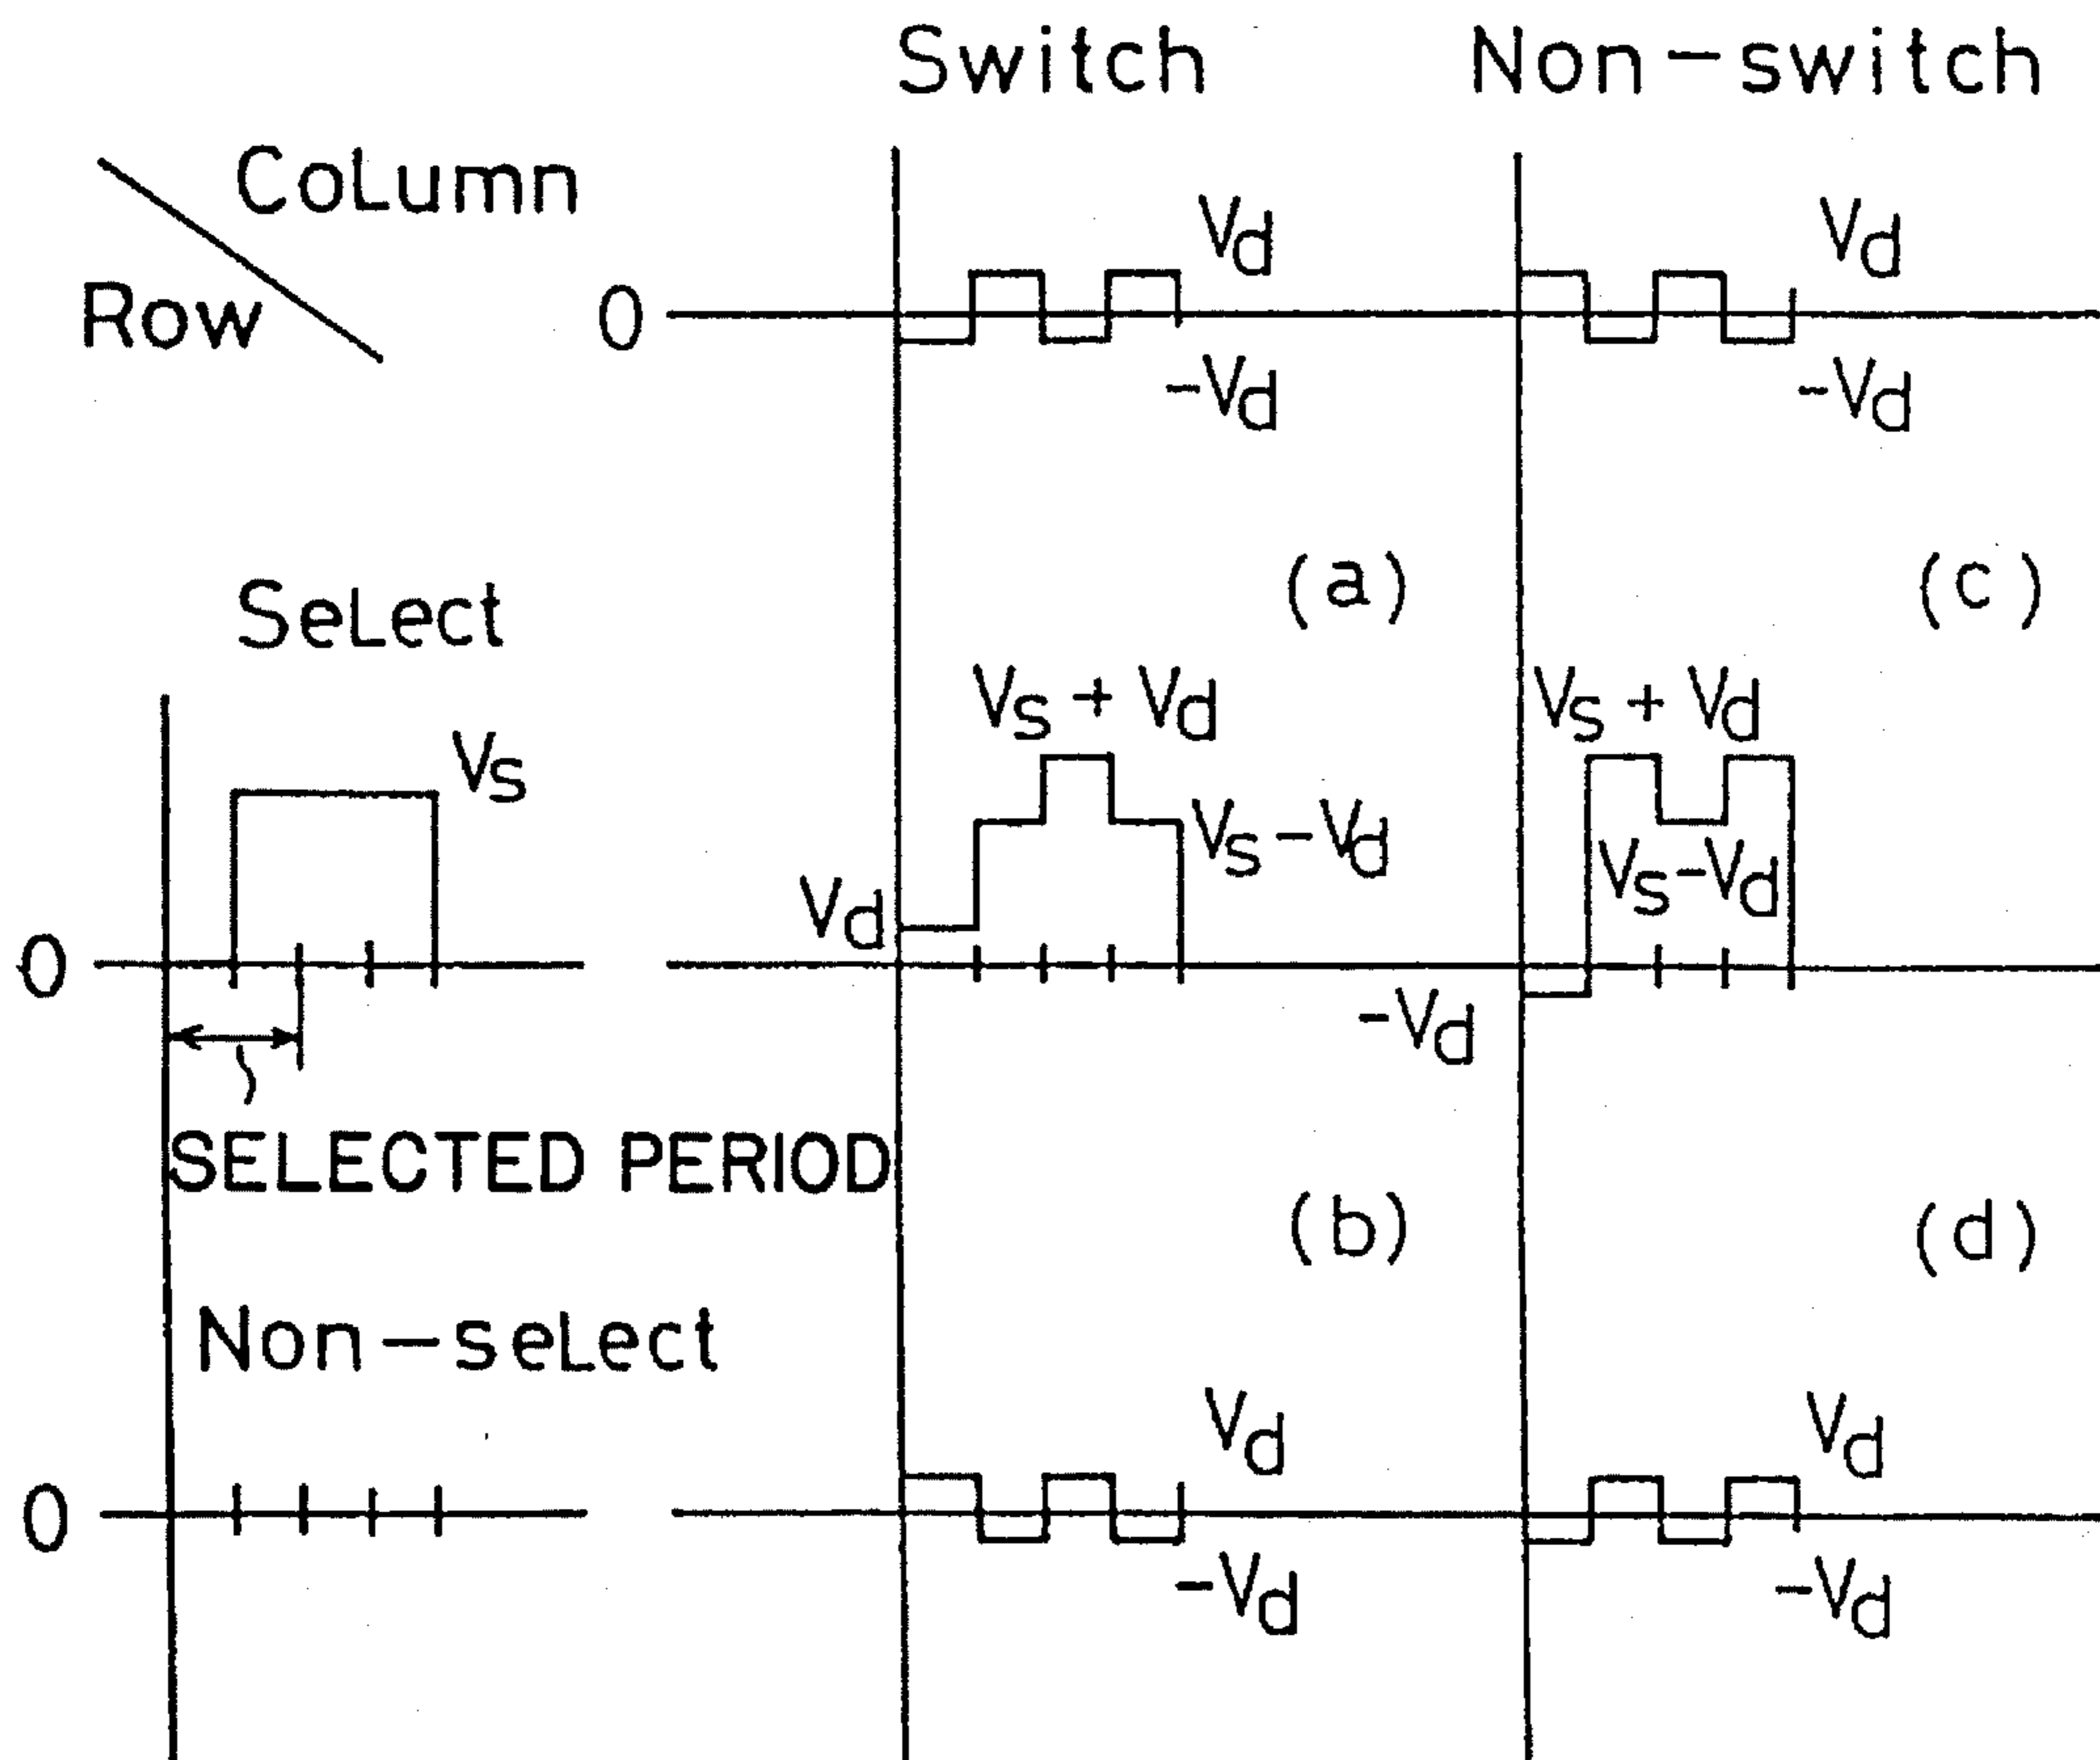 Switch
Non-switch
Column
Row
0
Vd
-Vd
Vd
-Vd
(a)
(c)
Select
Vs
0
SELECTED PERIOD
Vs + Vd
Vs - Vd
Vd
Vs + Vd
Vs - Vd
-Vd
(b)
(d)
Non-select
0
Vd
-Vd
Vd
-Vd